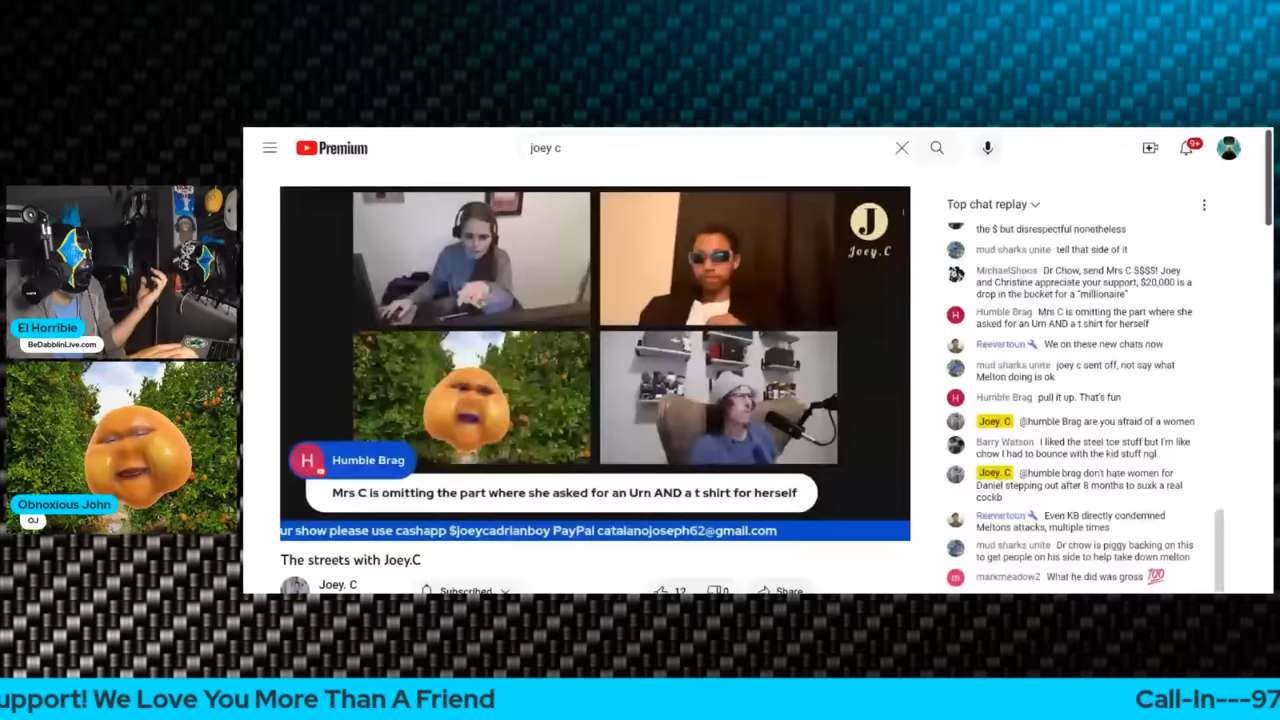 Premium
joey c
9+
J
Joey.C
H
Humble Brag
Mrs C is omitting the part where she asked for an Urn AND a t shirt for herself
ur show please use cashapp $joeycadrianboy PayPal catalanojoseph62@gmail.com
The streets with Joey.C
Joey. C
Subscribed
12
0
Share
Top chat replay
the $ but disrespectful nonetheless
mud sharks unite tell that side of it
MichaelShoos Dr Chow, send Mrs C $$$$! Joey
and Christine appreciate your support, $20,000 is a
drop in the bucket for a "millionaire"
H
Humble Brag Mrs C is omitting the part where she
asked for an Urn AND a t shirt for herself
Reevertoun We on these new chats now
mud sharks unite joey c sent off, not say what
Melton doing is ok
H
Humble Brag pull it up. That's fun
Joey. C @humble Brag are you afraid of a women
Barry Watson I liked the steel toe stuff but I'm like
chow I had to bounce with the kid stuff ngl
Joey. C @humble brag don't hate women for
Daniel stepping out after 8 months to suxk a real
cockb
Reevertoun Even KB directly condemned
Meltons attacks, multiple times
mud sharks unite Dr chow is piggy backing on this
to get people on his side to help take down melton
m
markmeadowZ What he did was gross 💯
El Horrible
BeDabblinLive.com
Obnoxious John
OJ
upport! We Love You More Than A Friend
Call-In---97